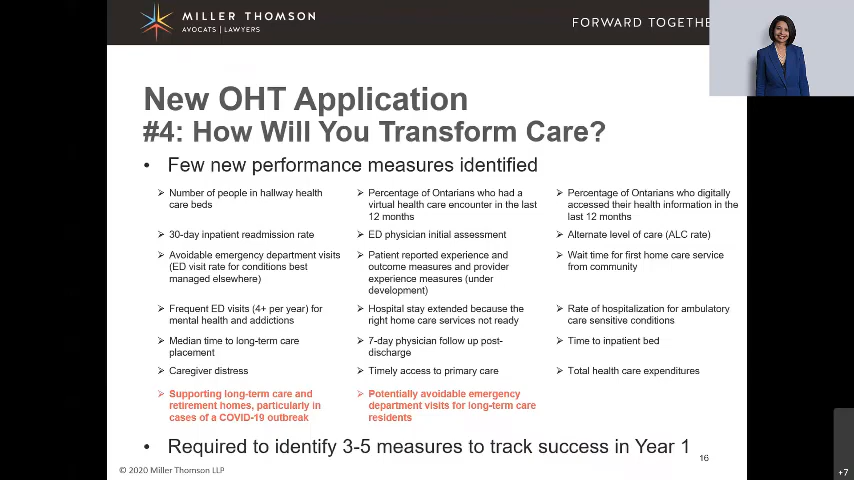 MILLER THOMSON
AVOCATS | LAWYERS
FORWARD TOGETHE
New OHT Application
#4: How Will You Transform Care?
• Few new performance measures identified
Number of people in hallway health
care beds
30-day inpatient readmission rate
Avoidable emergency department visits
(ED visit rate for conditions best
managed elsewhere)
Frequent ED visits (4+ per year) for
mental health and addictions
Median time to long-term care
placement
Caregiver distress
Supporting long-term care and
retirement homes, particularly in
cases of a COVID-19 outbreak
Percentage of Ontarians who had a
virtual health care encounter in the last
12 months
ED physician initial assessment
Patient reported experience and
outcome measures and provider
experience measures (under
development)
Hospital stay extended because the
right home care services not ready
7-day physician follow up post-
discharge
Timely access to primary care
Potentially avoidable emergency
department visits for long-term care
residents
Percentage of Ontarians who digitally
accessed their health information in the
last 12 months
Alternate level of care (ALC rate)
Wait time for first home care service
from community
Rate of hospitalization for ambulatory
care sensitive conditions
Time to inpatient bed
Total health care expenditures
• Required to identify 3-5 measures to track success in Year 1
16
© 2020 Miller Thomson LLP
+7